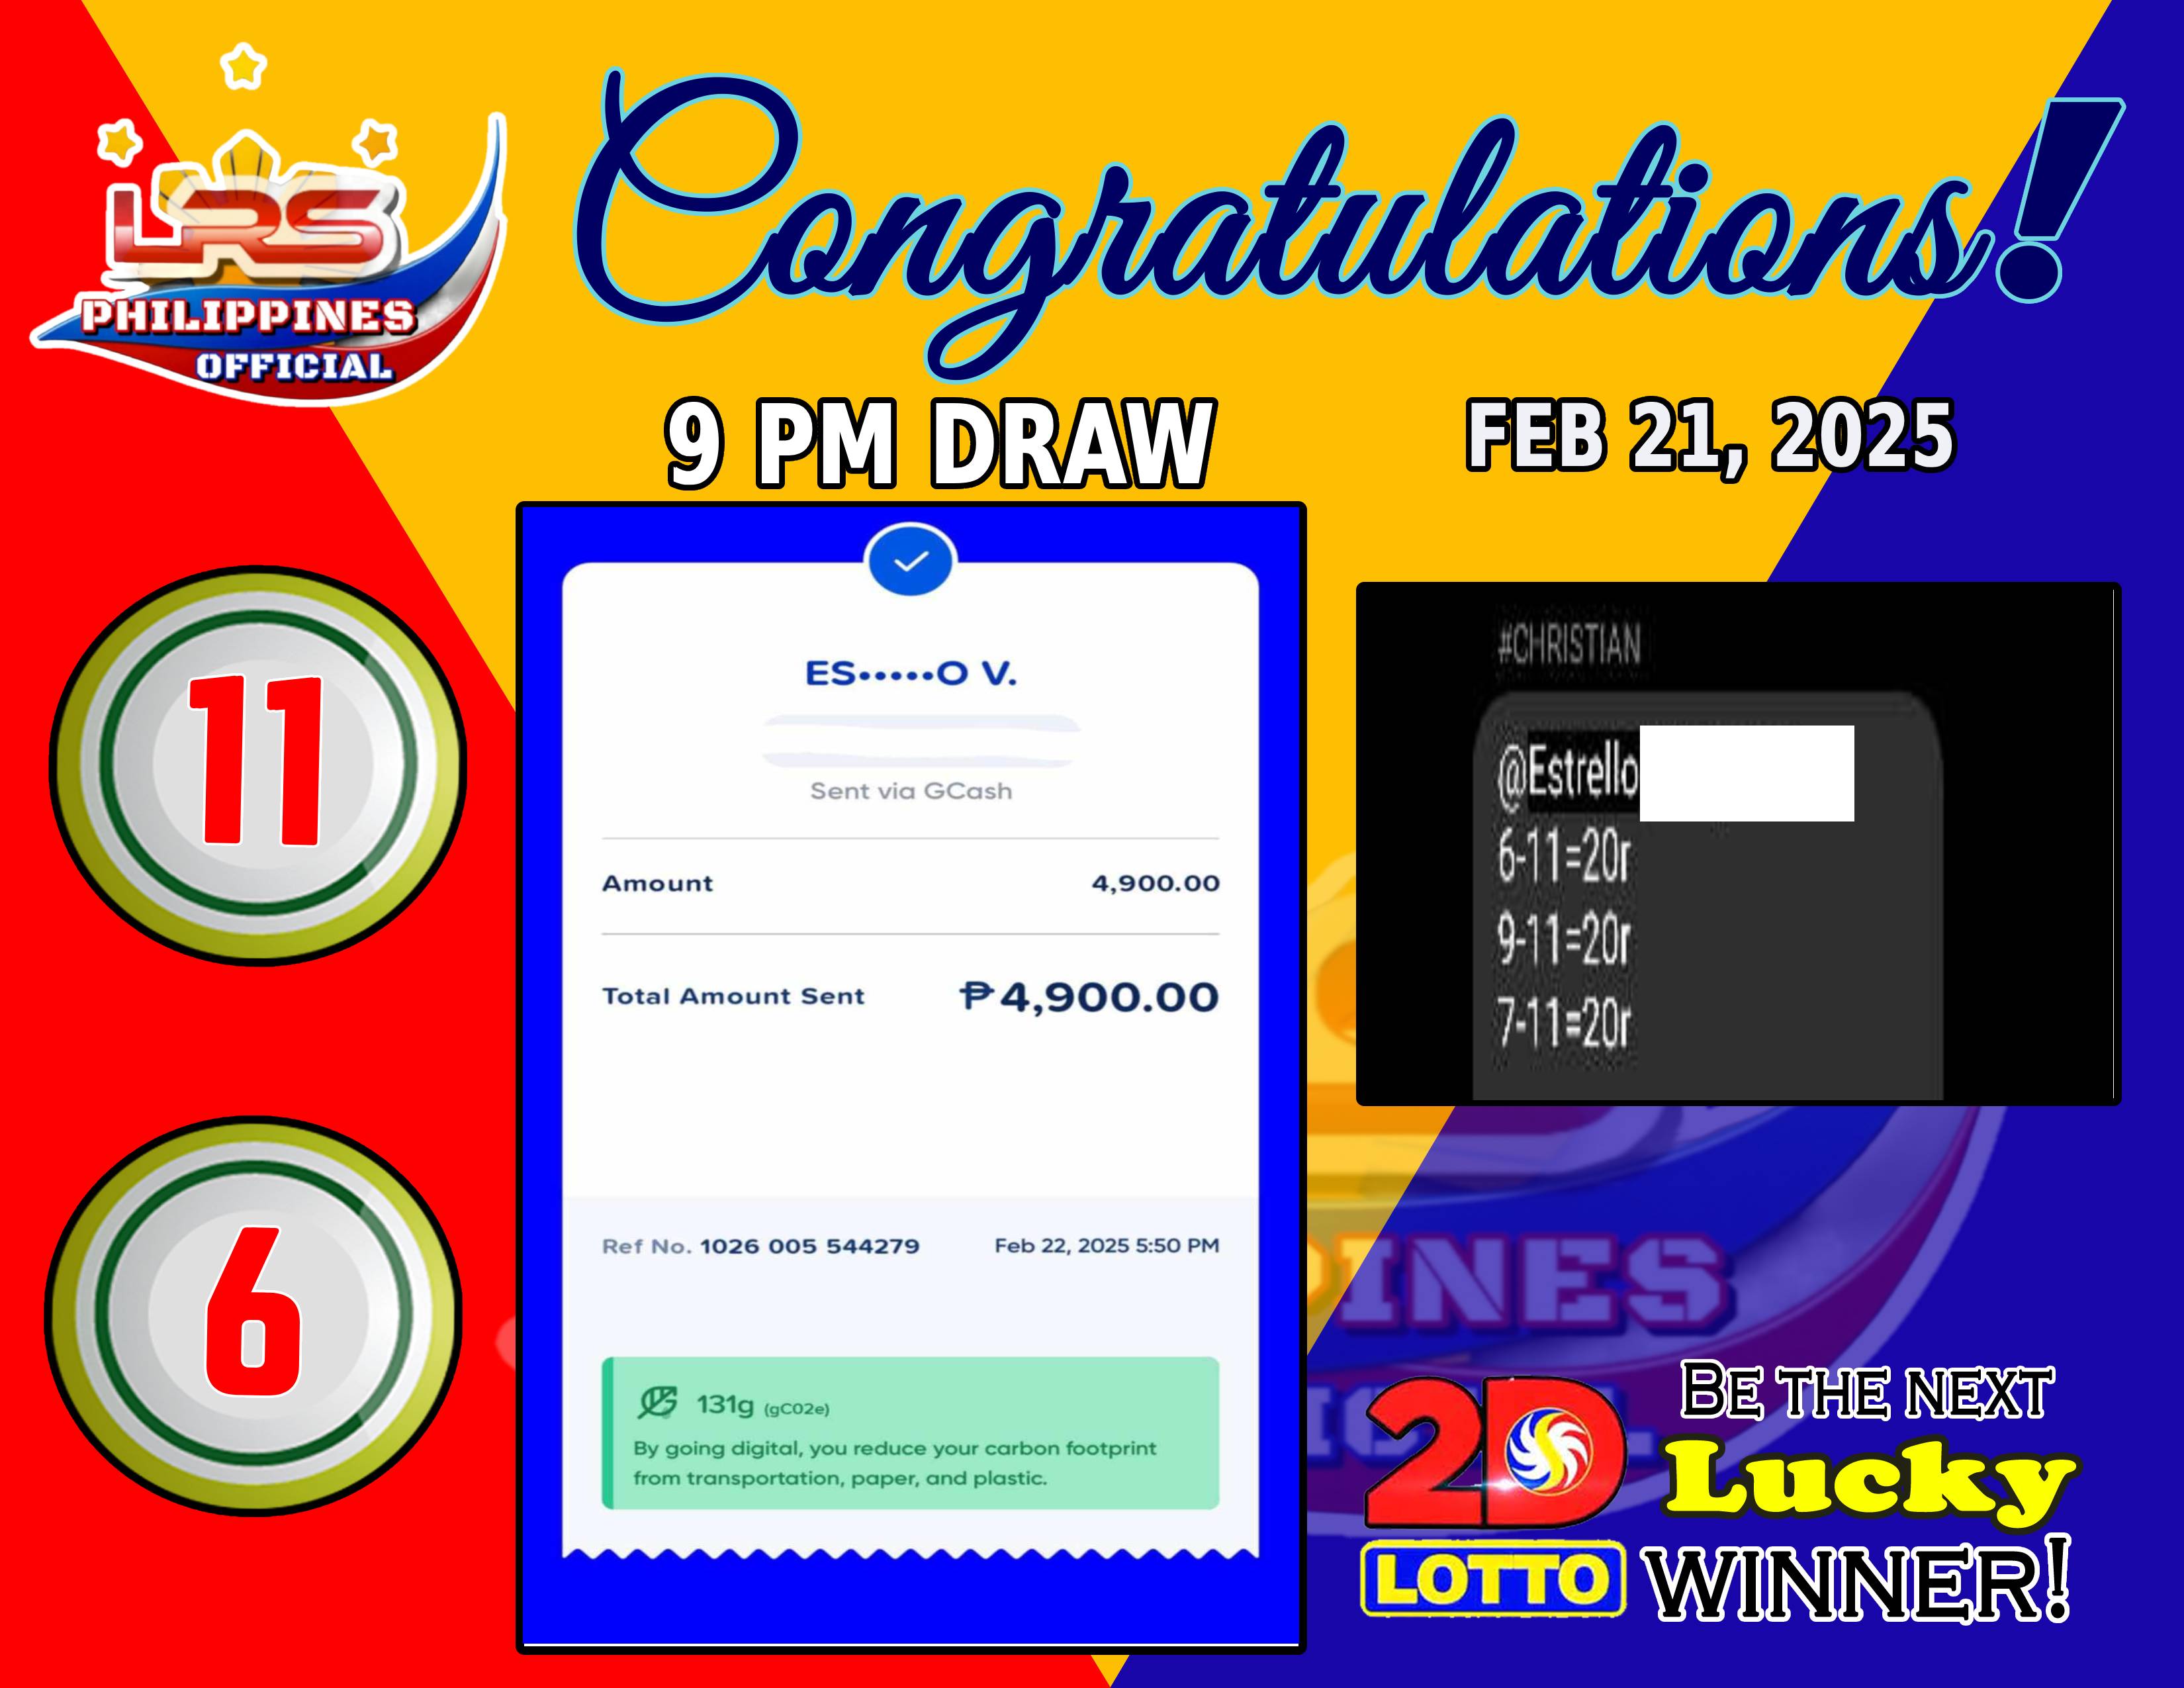 LRS
PHILIPPINES
OFFICIAL
Congratulations!
9 PM DRAW
FEB 21, 2025
11
6
ES•••••O V.
Sent via GCash
Amount 4,900.00
Total Amount Sent ₱4,900.00
Ref No. 1026 005 544279 Feb 22, 2025 5:50 PM
131g (gC02e)
By going digital, you reduce your carbon footprint
from transportation, paper, and plastic.
#CHRISTIAN
@Estrello
6-11=20r
9-11=20r
7-11=20r
PINES
2D
LOTTO
BE THE NEXT
Lucky
WINNER!